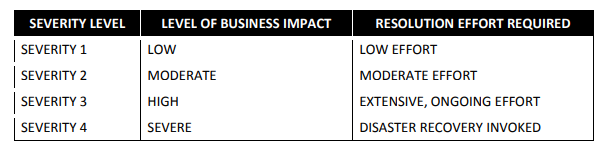 SEVERITY LEVEL LEVEL OF BUSINESS IMPACT RESOLUTION EFFORT REQUIRED
SEVERITY 1 LOW LOW EFFORT
SEVERITY 2 MODERATE MODERATE EFFORT
SEVERITY 3 HIGH EXTENSIVE, ONGOING EFFORT
SEVERITY 4 SEVERE DISASTER RECOVERY INVOKED